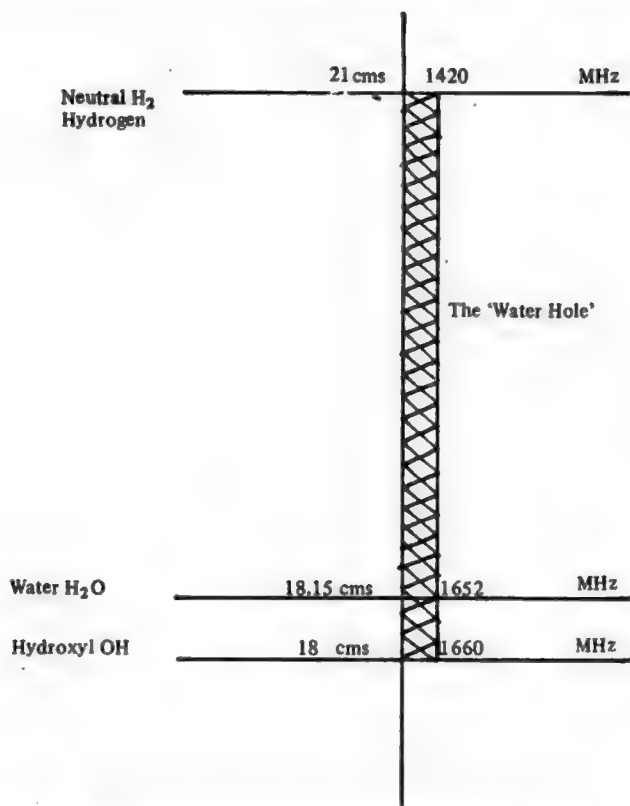 21 cms 1420 MHz
Neutral H₂
Hydrogen
The 'Water Hole'
Water H₂O 18.15 cms 1652 MHz
Hydroxyl OH 18 cms 1660 MHz